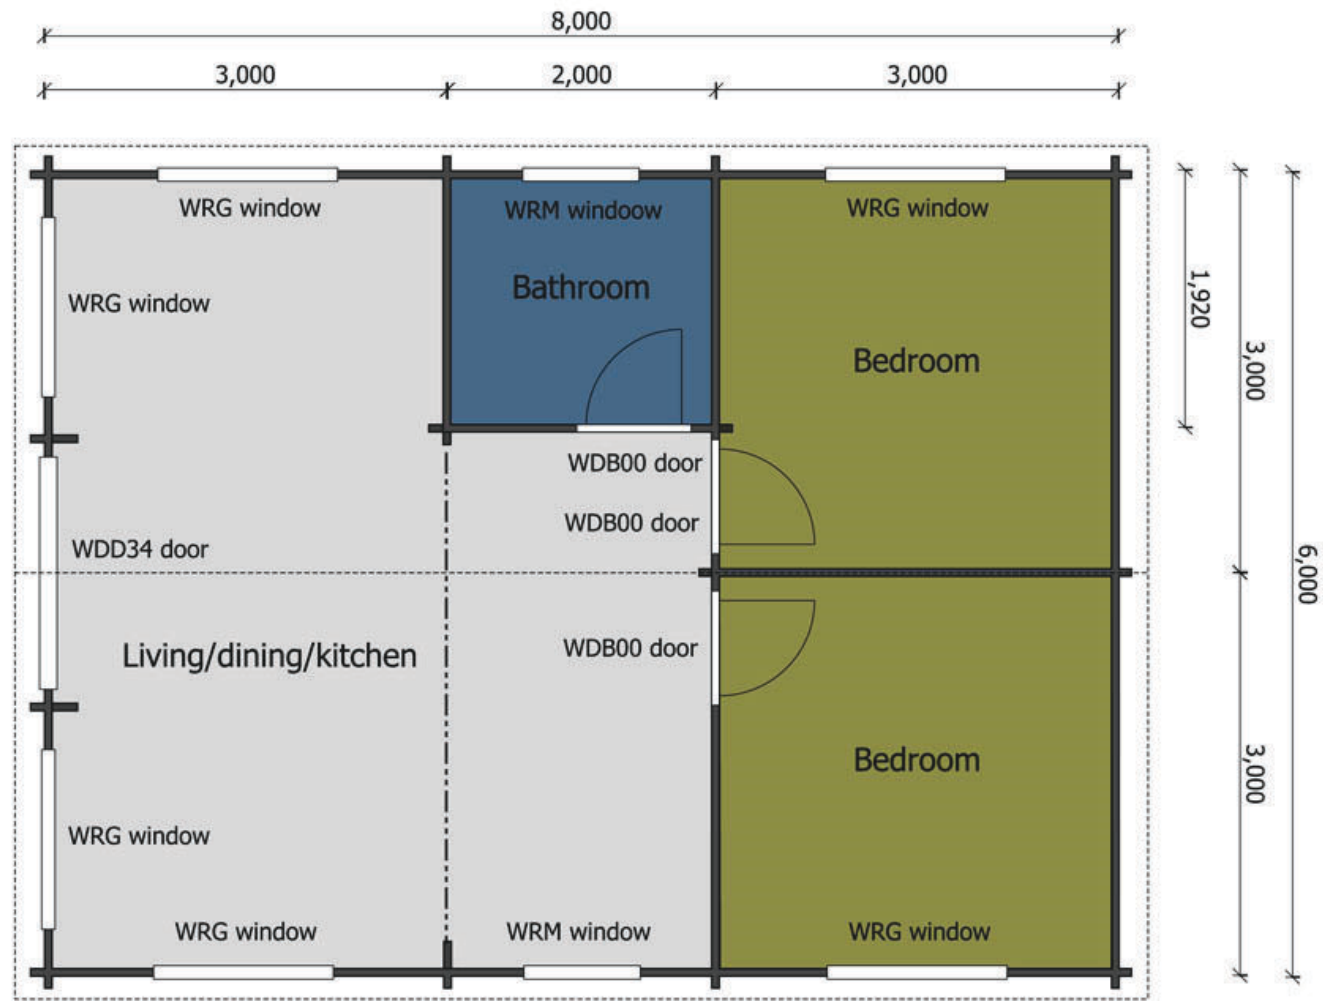 8,000
3,000 2,000 3,000
WRG window WRM windoow WRG window
Bathroom
WRG window
1,920
Bedroom
3,000
WDB00 door
WDB00 door
WDD34 door
6,000
WDB00 door
Living/dining/kitchen
Bedroom
3,000
WRG window
WRG window WRM window WRG window